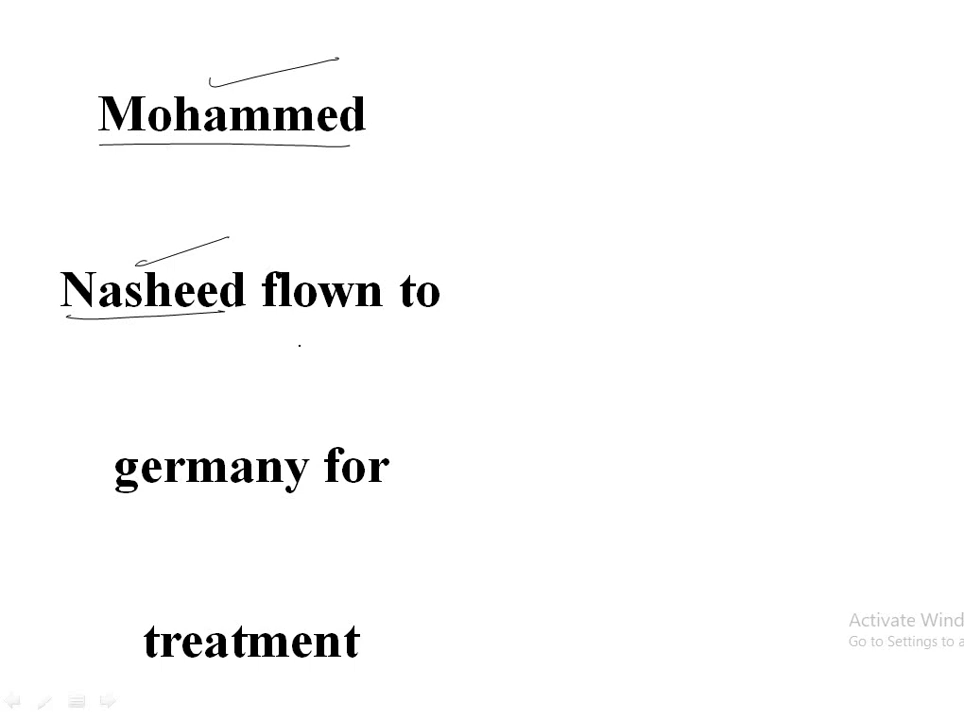 Mohammed
Nasheed flown to
germany for
treatment
Activate Wind
Go to Settings to a